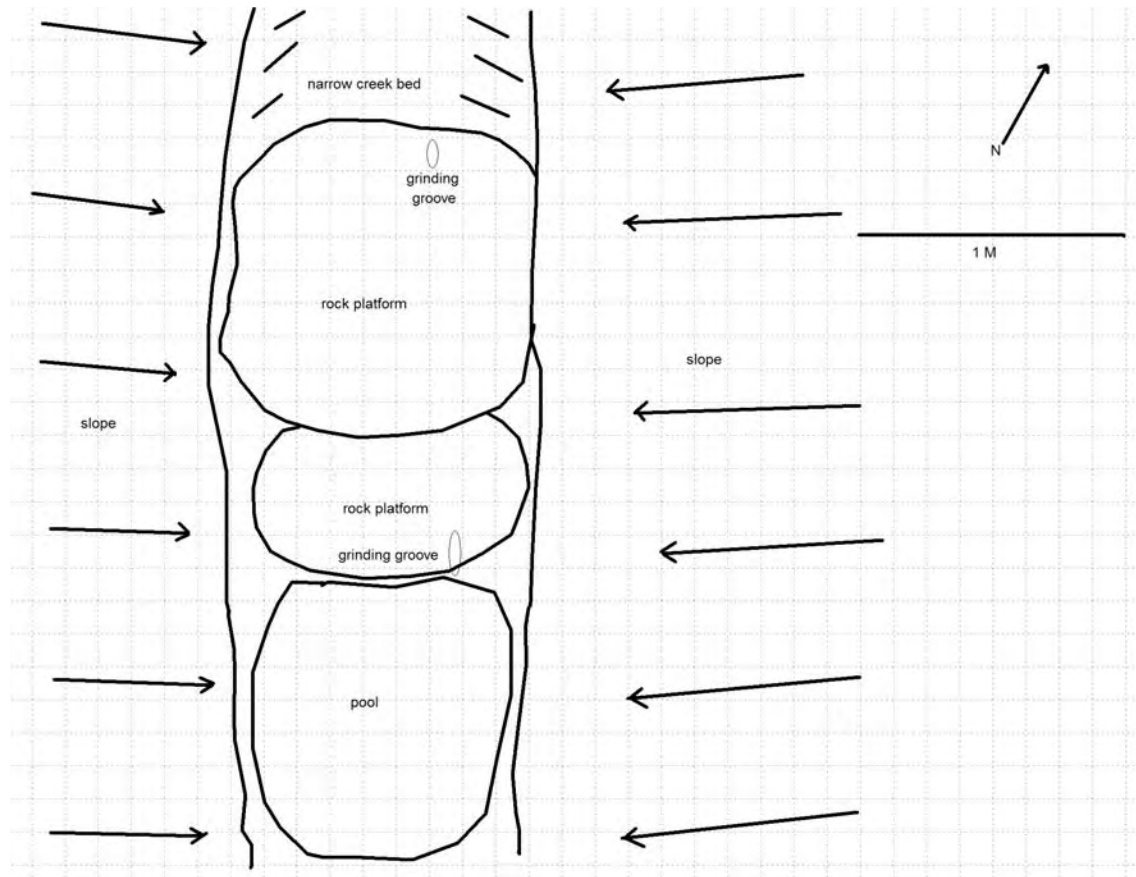 narrow creek bed
N
grinding
groove
1 M
rock platform
slope
slope
rock platform
grinding groove
pool